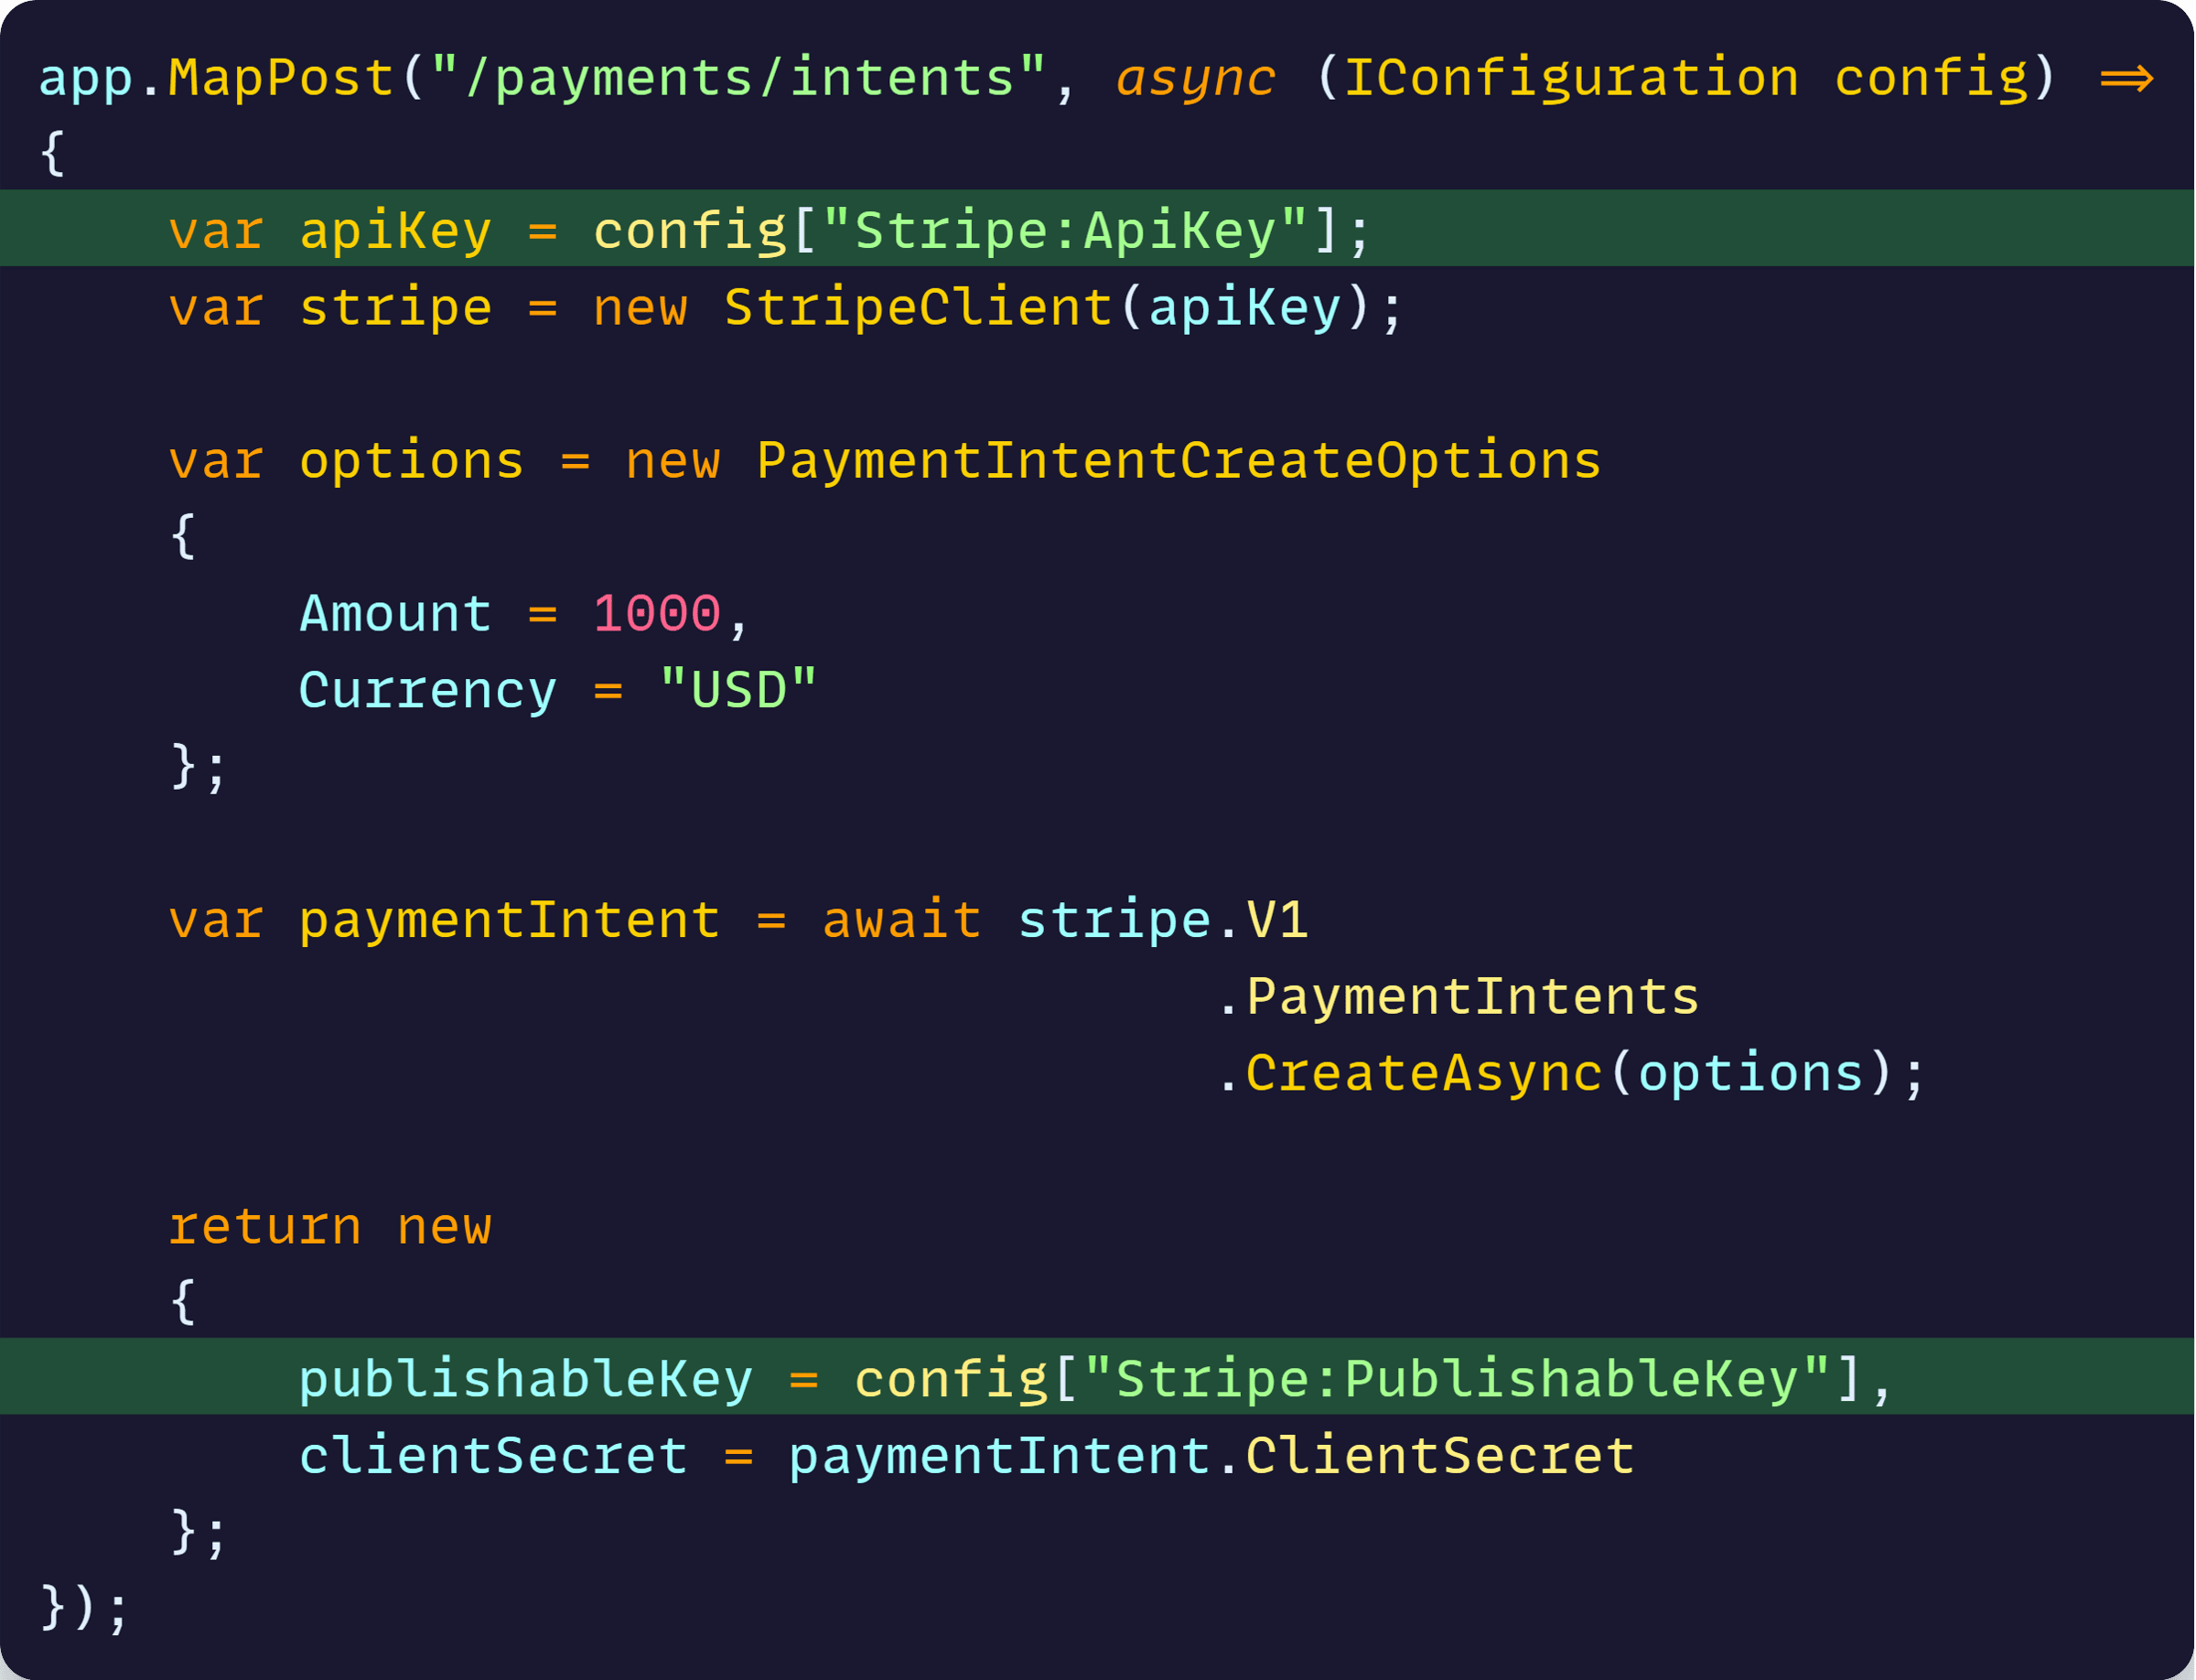 app.MapPost("/payments/intents", async (IConfiguration config) =>
{
    var apiKey = config["Stripe:ApiKey"];
    var stripe = new StripeClient(apiKey);

    var options = new PaymentIntentCreateOptions
    {
        Amount = 1000,
        Currency = "USD"
    };

    var paymentIntent = await stripe.V1
                                    .PaymentIntents
                                    .CreateAsync(options);

    return new
    {
        publishableKey = config["Stripe:PublishableKey"],
        clientSecret = paymentIntent.ClientSecret
    };
});